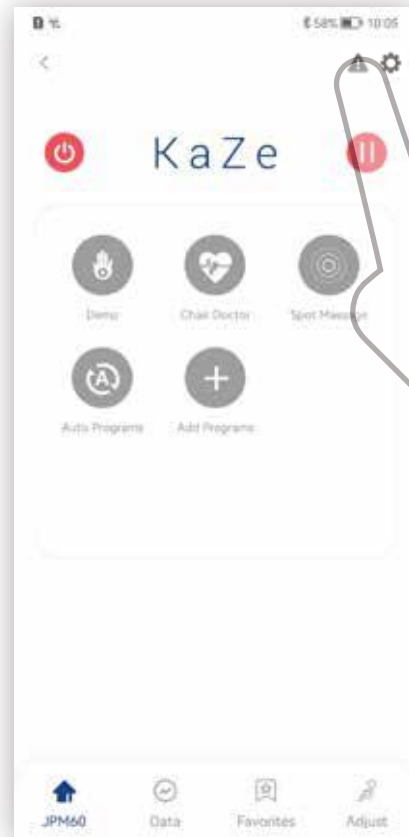 58% 10:05
KaZe
Demo Chair Doctor Spot Massage
A
Auto Programs Add Programs
JPM60 Data Favorites Adjust